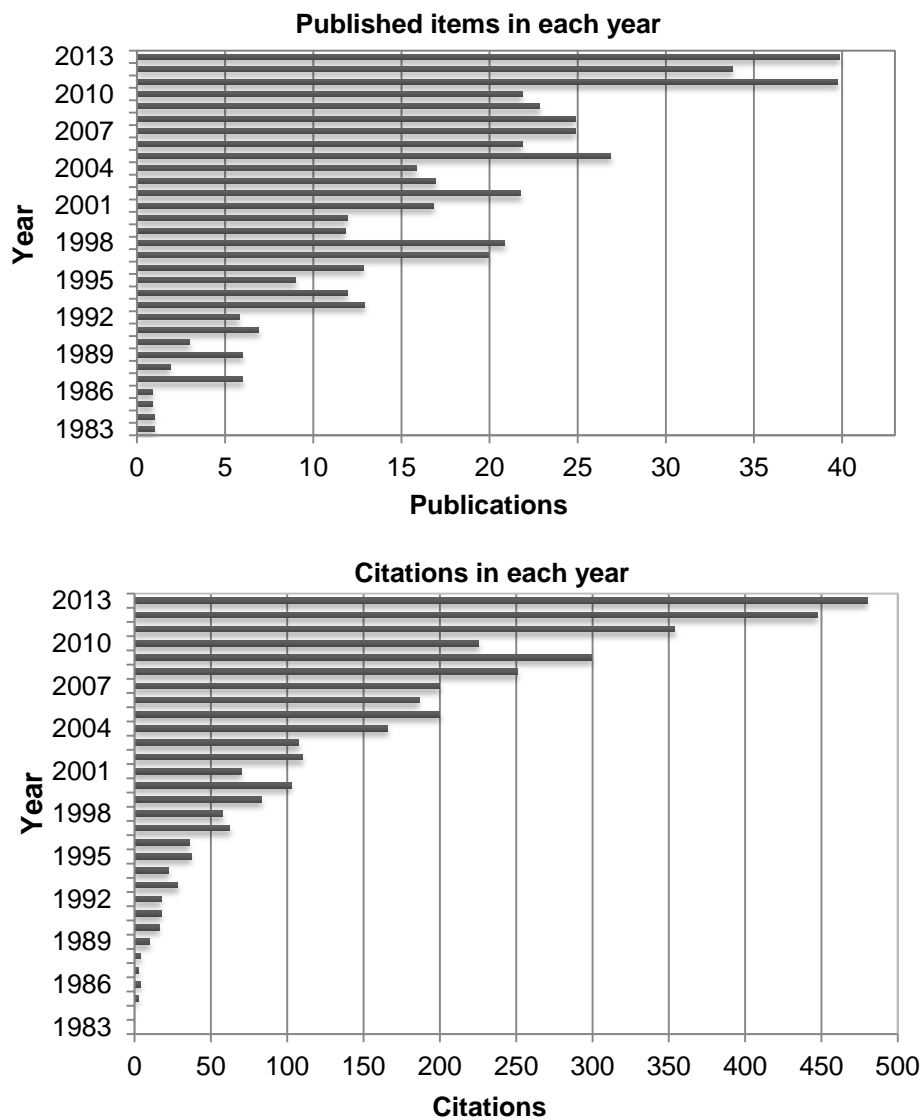 Published items in each year
2013
2010
2007
2004
2001
1998
1995
1992
1989
1986
1983
Year
0 5 10 15 20 25 30 35 40
Publications
Citations in each year
2013
2010
2007
2004
2001
1998
1995
1992
1989
1986
1983
Year
0 50 100 150 200 250 300 350 400 450 500
Citations